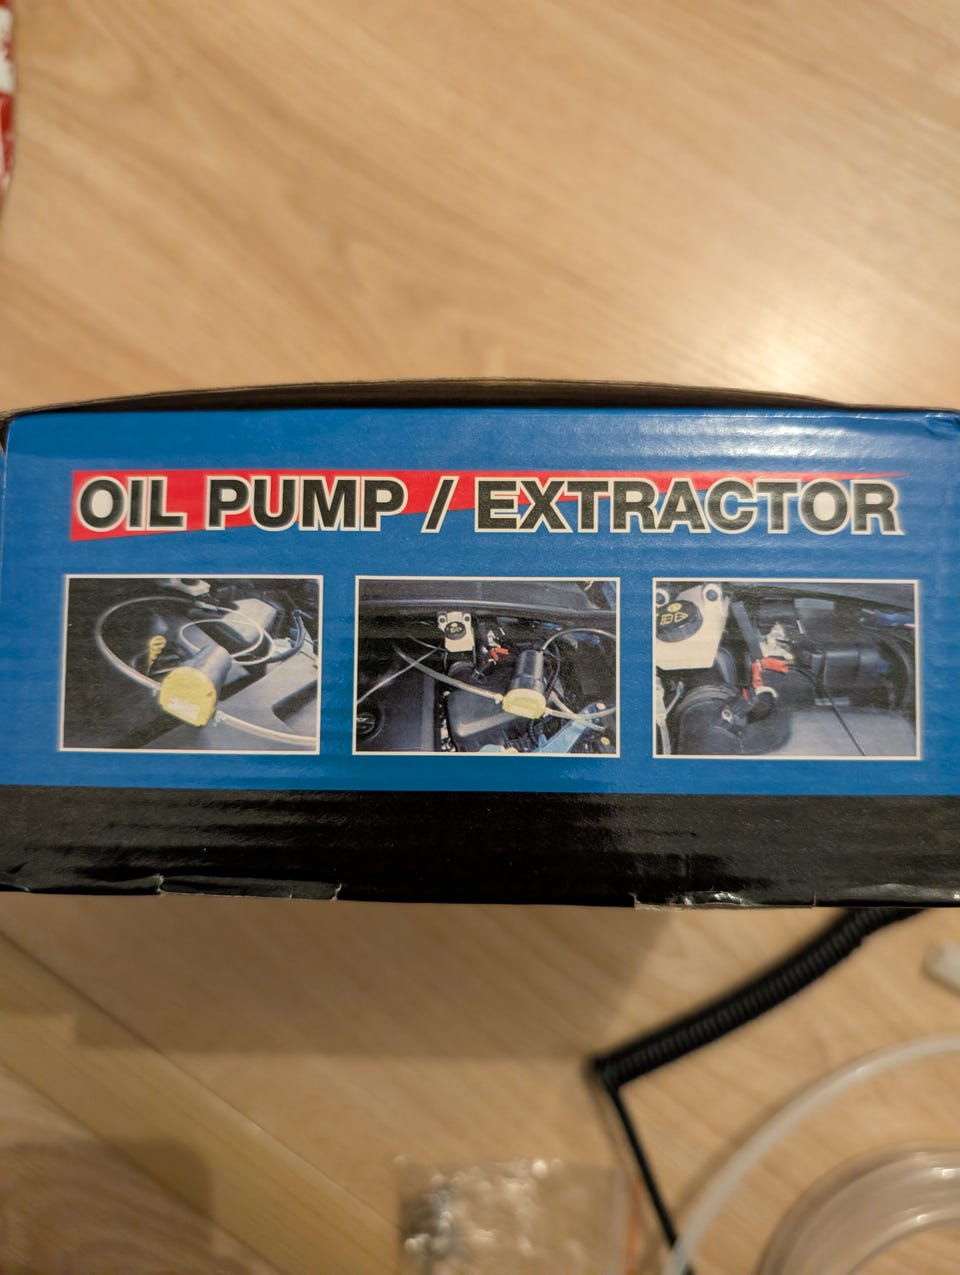 OIL PUMP / EXTRACTOR